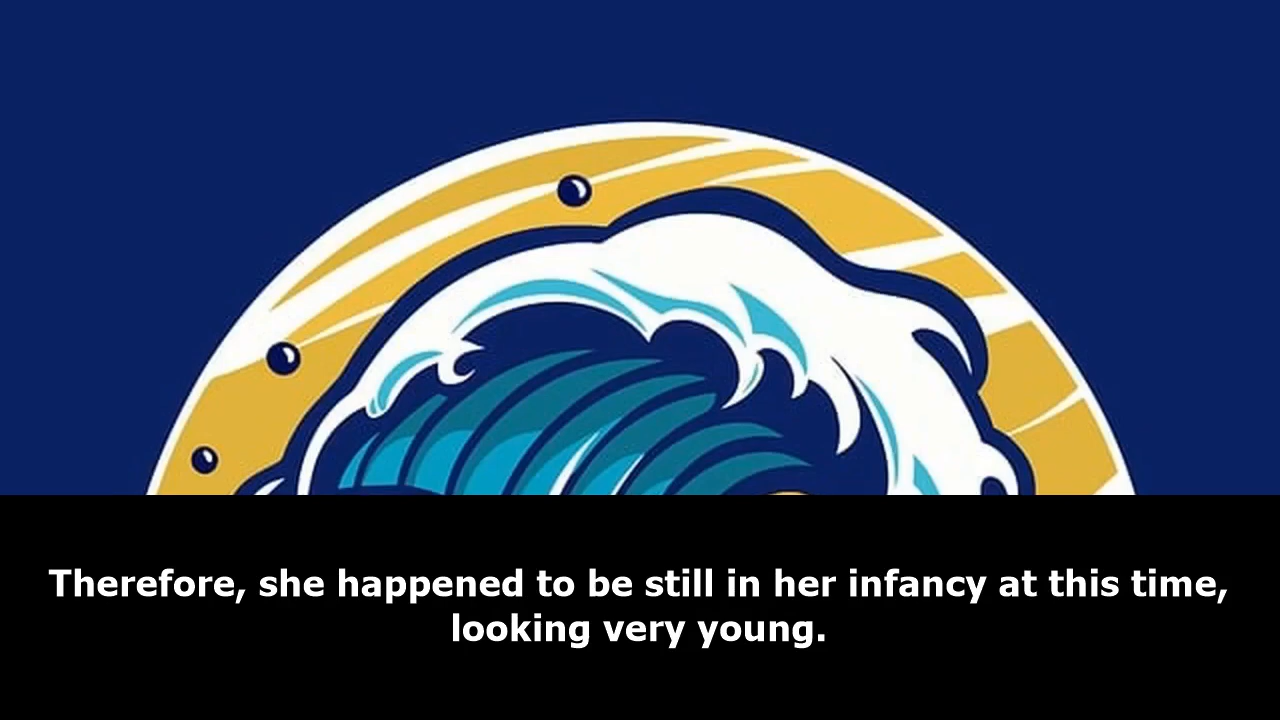 Therefore, she happened to be still in her infancy at this time,
looking very young.